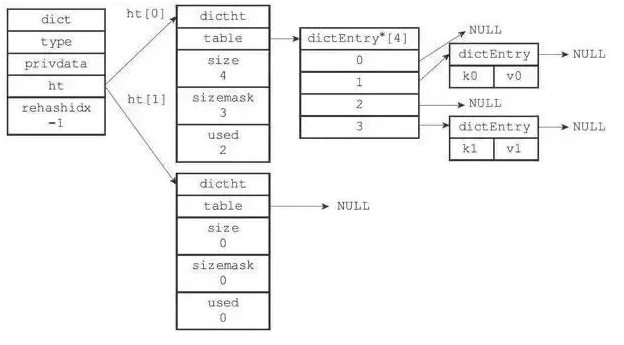 dict
type
privdata
ht
rehashidx
-1
ht[0]
ht[1]
dictht
table
size
4
sizemask
3
used
2
dictEntry*[4]
0
1
2
3
NULL
dictEntry
k0 v0
NULL
NULL
dictEntry
k1 v1
NULL
dictht
table
size
0
sizemask
0
used
0
NULL